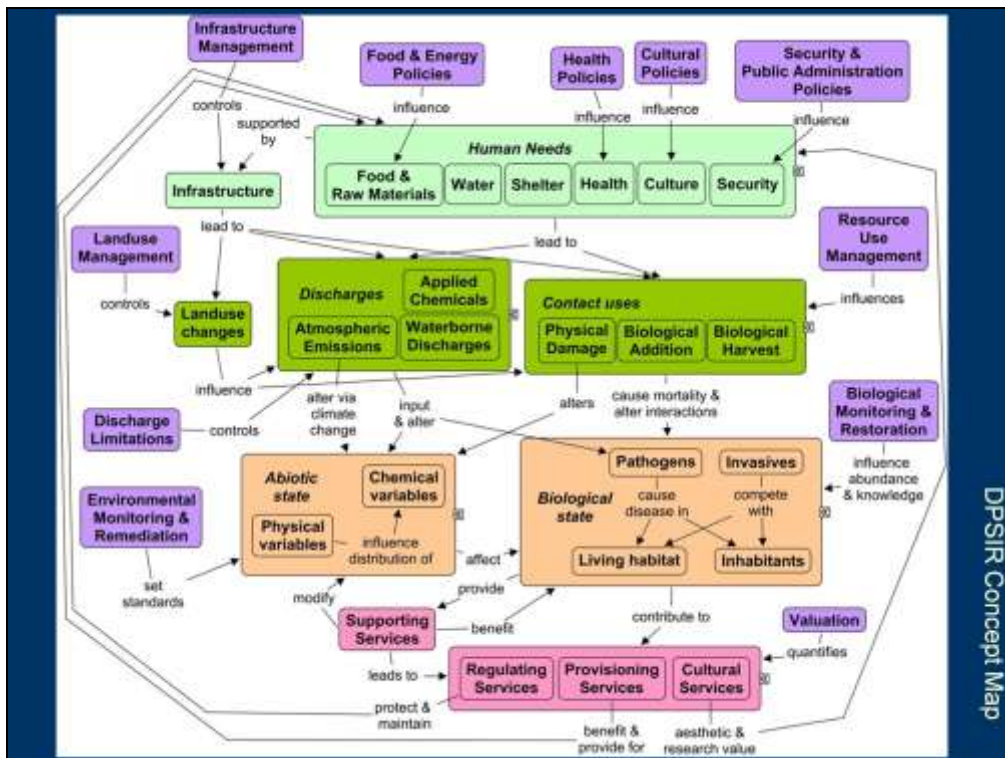 Infrastructure
Management
Food & Energy
Policies
Health
Policies
Cultural
Policies
Security &
Public Administration
Policies
controls
influence
influence
influence
influence
supported
by
Human Needs
Food &
Raw Materials
Water
Shelter
Health
Culture
Security
Infrastructure
lead to
lead to
Landuse
Management
Resource
Use
Management
controls
influences
Landuse
changes
Discharges
Applied
Chemicals
Atmospheric
Emissions
Waterborne
Discharges
Contact uses
Physical
Damage
Biological
Addition
Biological
Harvest
influence
Discharge
Limitations
controls
alter via
climate
change
input
& alter
alters
cause mortality &
alter interactions
Biological
Monitoring &
Restoration
influence
abundance
& knowledge
Environmental
Monitoring &
Remediation
set
standards
Abiotic
state
Chemical
variables
Physical
variables
influence
distribution of
affect
Biological
state
Pathogens
Invasives
cause
disease in
compete
with
Living habitat
Inhabitants
modify
provide
Supporting
Services
benefit
contribute to
Valuation
quantifies
leads to
Regulating
Services
Provisioning
Services
Cultural
Services
protect &
maintain
benefit &
provide for
aesthetic &
research value
DPSIR Concept Map